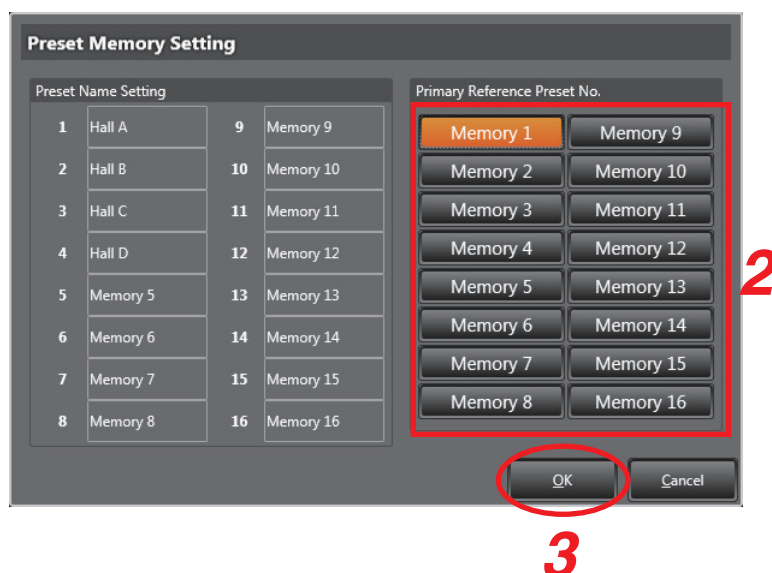 Preset Memory Setting
Preset Name Setting
1 Hall A 9 Memory 9
2 Hall B 10 Memory 10
3 Hall C 11 Memory 11
4 Hall D 12 Memory 12
5 Memory 5 13 Memory 13
6 Memory 6 14 Memory 14
7 Memory 7 15 Memory 15
8 Memory 8 16 Memory 16
Primary Reference Preset No.
Memory 1 Memory 9
Memory 2 Memory 10
Memory 3 Memory 11
Memory 4 Memory 12
Memory 5 Memory 13
Memory 6 Memory 14
Memory 7 Memory 15
Memory 8 Memory 16
2
OK Cancel
3